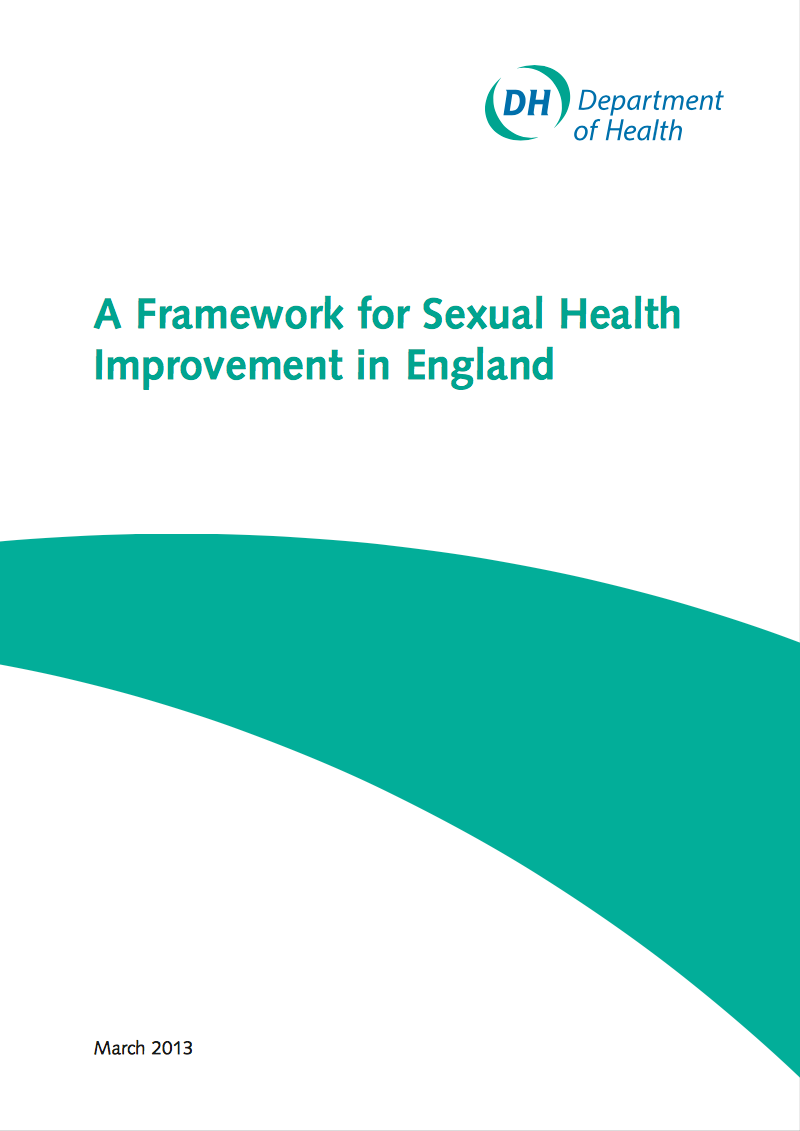 DH Department
of Health
A Framework for Sexual Health
Improvement in England
March 2013